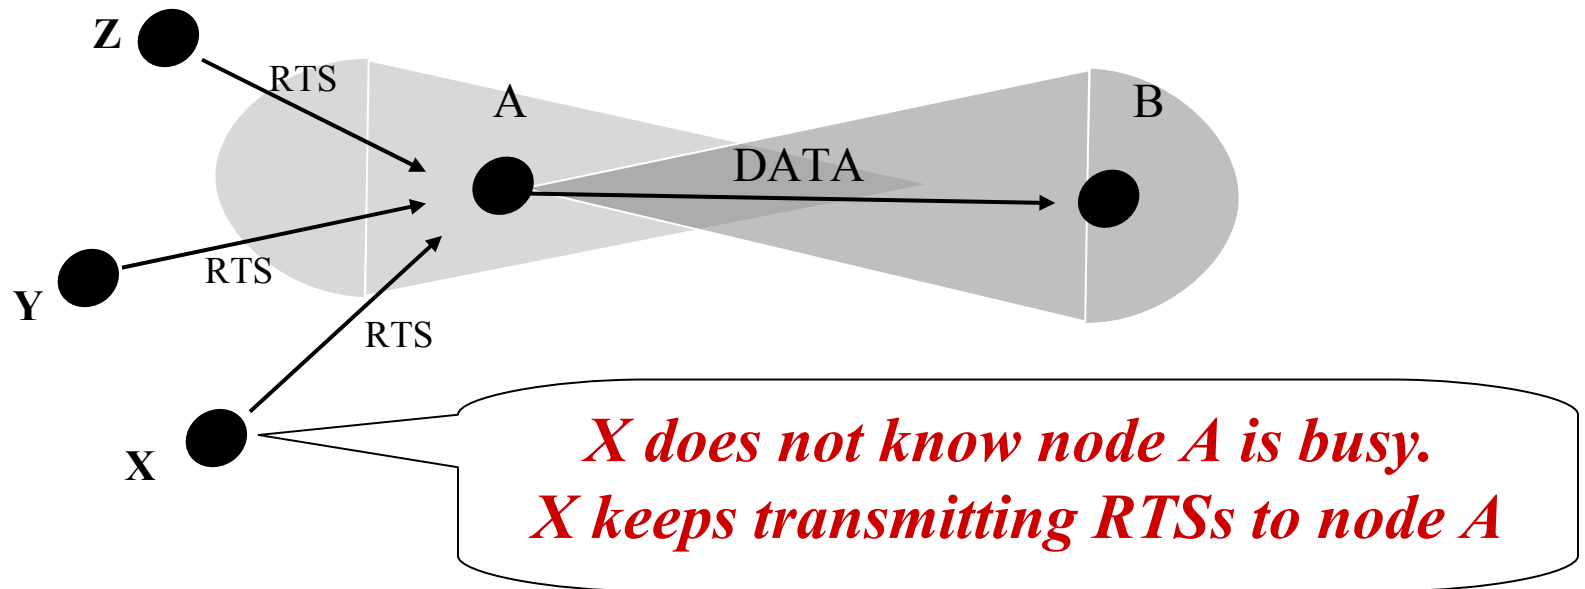 Z
RTS
A
B
DATA
RTS
Y
RTS
X
X does not know node A is busy.
X keeps transmitting RTSs to node A